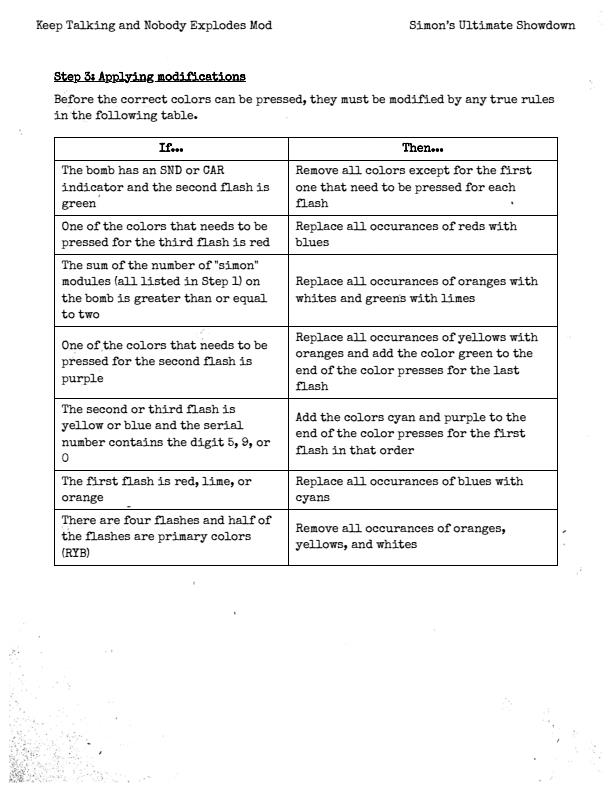 Keep Talking and Nobody Explodes Mod Simon's Ultimate Showdown
Step 3: Applying modifications
Before the correct colors can be pressed, they must be modified by any true rules
in the following table.
If... Then...
The bomb has an SND or CAR
indicator and the second flash is
green
Remove all colors except for the first
one that need to be pressed for each
flash
One of the colors that needs to be
pressed for the third flash is red
Replace all occurances of reds with
blues
The sum of the number of "simon"
modules (all listed in Step 1) on
the bomb is greater than or equal
to two
Replace all occurances of oranges with
whites and greens with limes
One of the colors that needs to be
pressed for the second flash is
purple
Replace all occurances of yellows with
oranges and add the color green to the
end of the color presses for the last
flash
The second or third flash is
yellow or blue and the serial
number contains the digit 5, 9, or
0
Add the colors cyan and purple to the
end of the color presses for the first
flash in that order
The first flash is red, lime, or
orange
Replace all occurances of blues with
cyans
There are four flashes and half of
the flashes are primary colors
(RYB)
Remove all occurances of oranges,
yellows, and whites